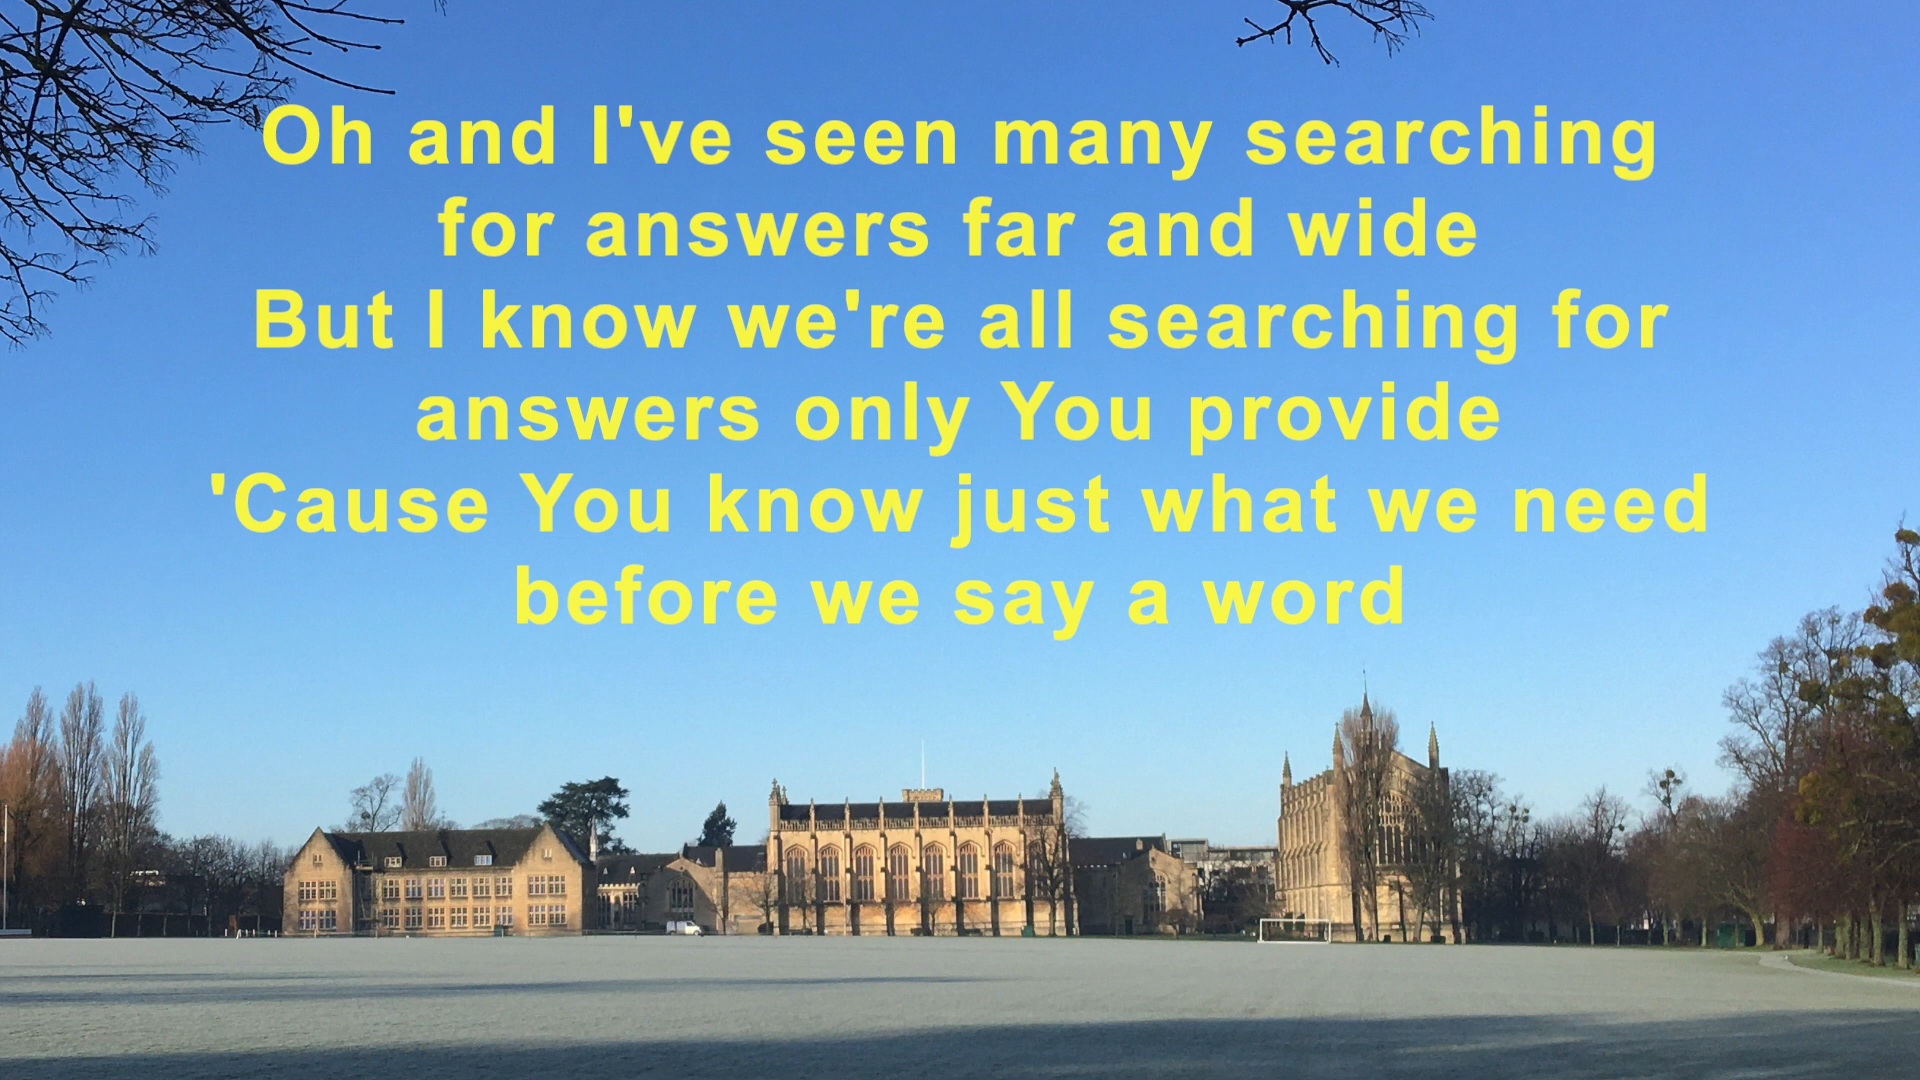 Oh and I've seen many searching
for answers far and wide
But I know we're all searching for
answers only You provide
'Cause You know just what we need
before we say a word